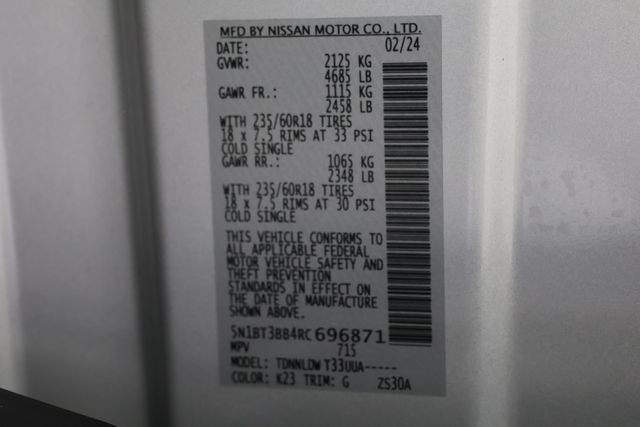 MFD BY NISSAN MOTOR CO., LTD.
DATE: 02/24
GVWR: 2125 KG
4685 LB
GAWR FR.: 1115 KG
2458 LB
WITH 235/60R18 TIRES
18 x 7.5 RIMS AT 33 PSI
COLD SINGLE
GAWR RR.: 1065 KG
2348 LB
WITH 235/60R18 TIRES
18 x 7.5 RIMS AT 30 PSI
COLD SINGLE
THIS VEHICLE CONFORMS TO
ALL APPLICABLE FEDERAL
MOTOR VEHICLE SAFETY AND
THEFT PREVENTION
STANDARDS IN EFFECT ON
THE DATE OF MANUFACTURE
SHOWN ABOVE.
5N1BT3BB4RC696871
MPV 715
MODEL: TDNNLDW T33UUA-----
COLOR: K23 TRIM: G ZS30A